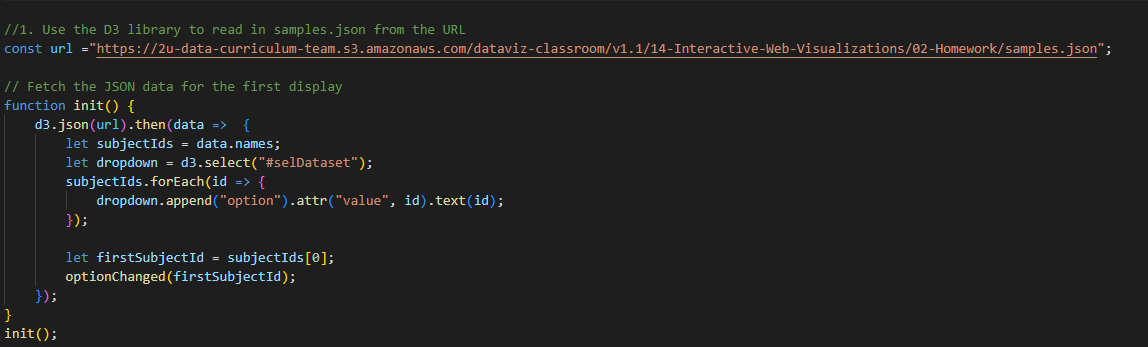 //1. Use the D3 library to read in samples.json from the URL
const url ="https://2u-data-curriculum-team.s3.amazonaws.com/dataviz-classroom/v1.1/14-Interactive-Web-Visualizations/02-Homework/samples.json";

// Fetch the JSON data for the first display
function init() {
    d3.json(url).then(data =>  {
        let subjectIds = data.names;
        let dropdown = d3.select("#selDataset");
        subjectIds.forEach(id => {
            dropdown.append("option").attr("value", id).text(id);
        });

        let firstSubjectId = subjectIds[0];
        optionChanged(firstSubjectId);
    });
}
init();